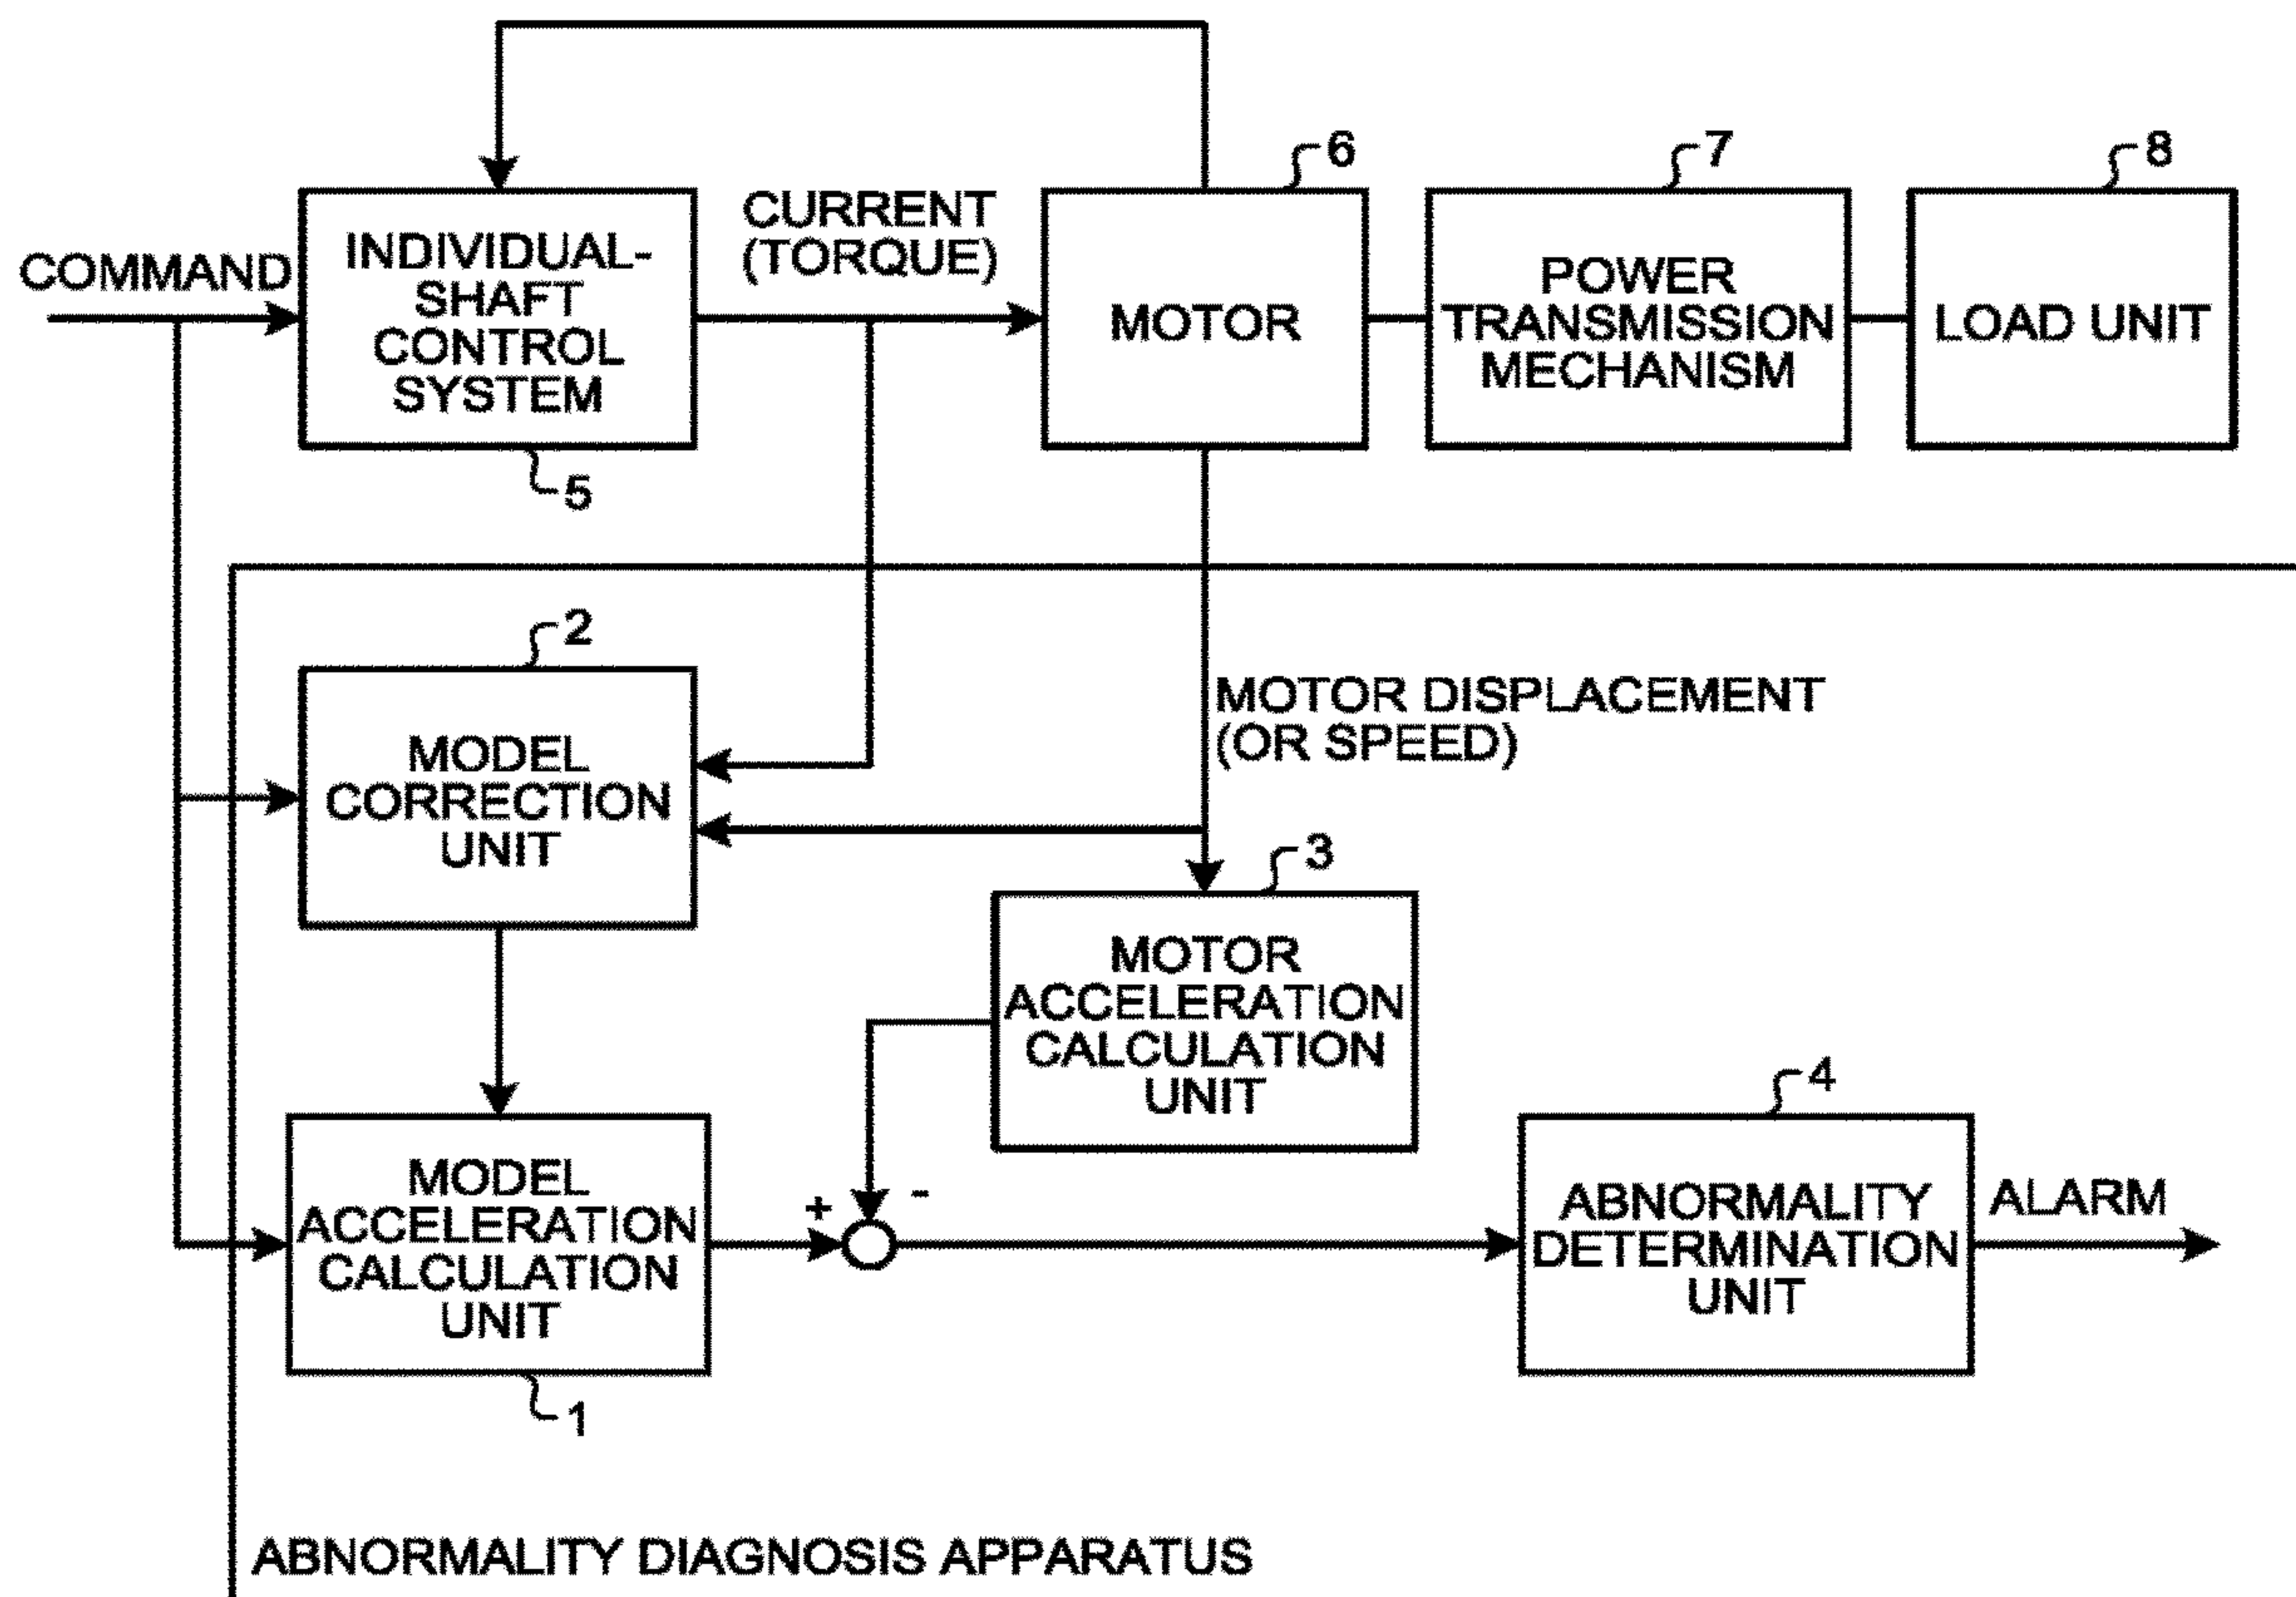 6
7
8
COMMAND
INDIVIDUAL-
SHAFT
CONTROL
SYSTEM
5
CURRENT
(TORQUE)
MOTOR
POWER
TRANSMISSION
MECHANISM
LOAD UNIT
2
MODEL
CORRECTION
UNIT
MOTOR DISPLACEMENT
(OR SPEED)
3
MOTOR
ACCELERATION
CALCULATION
UNIT
MODEL
ACCELERATION
CALCULATION
UNIT
1
+
-
4
ABNORMALITY
DETERMINATION
UNIT
ALARM
ABNORMALITY DIAGNOSIS APPARATUS